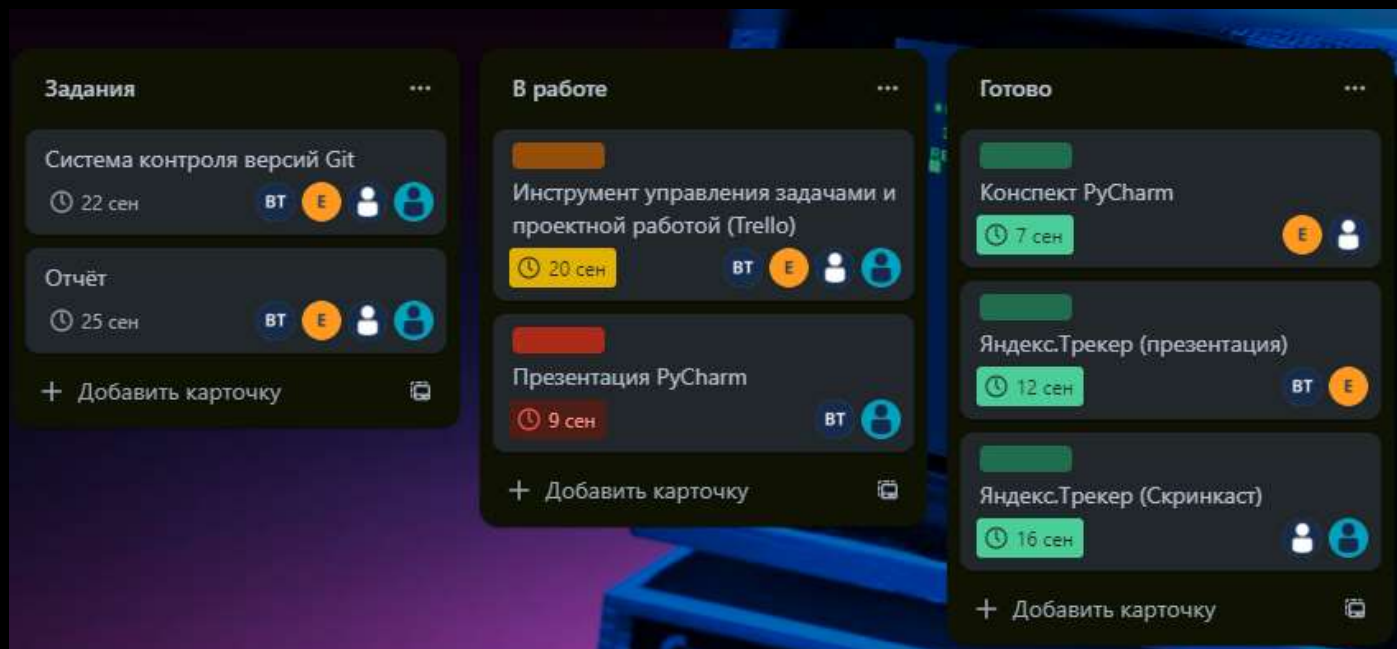 Задания
Система контроля версий Git
22 сен
ВТ
E
Отчёт
25 сен
ВТ
E
+ Добавить карточку
В работе
Инструмент управления задачами и
проектной работой (Trello)
20 сен
ВТ
E
Презентация PyCharm
9 сен
ВТ
+ Добавить карточку
Готово
Конспект PyCharm
7 сен
E
Яндекс.Трекер (презентация)
12 сен
ВТ
E
Яндекс.Трекер (Скринкаст)
16 сен
+ Добавить карточку